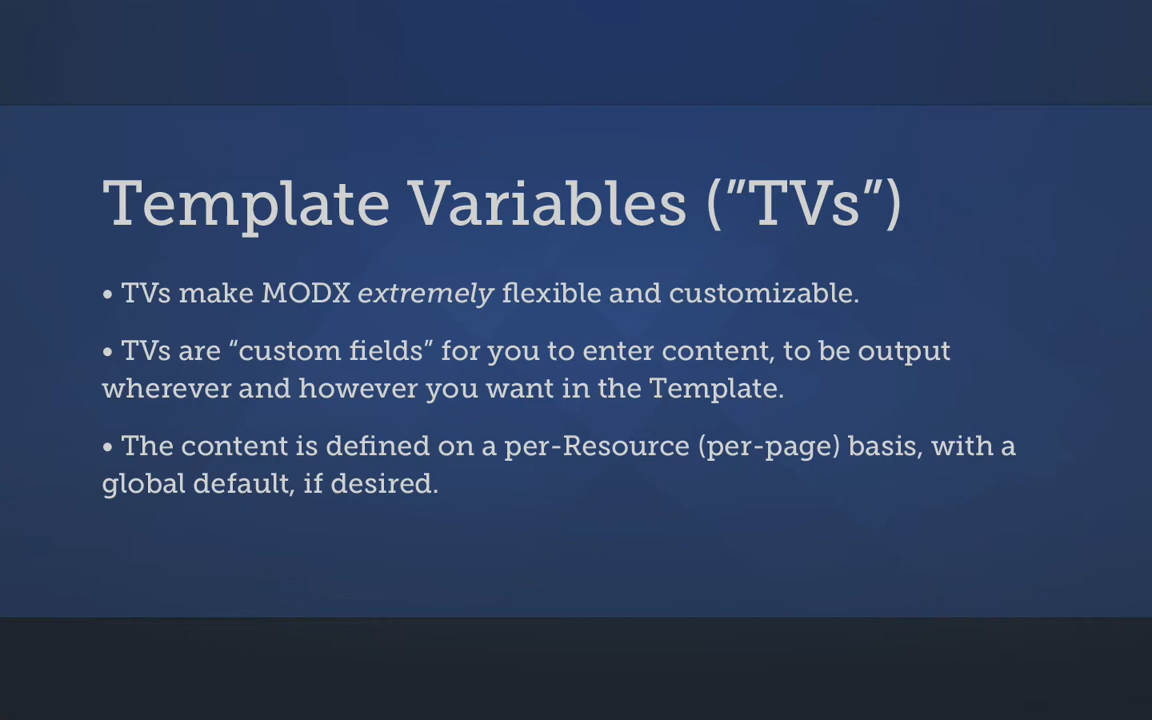 Template Variables (”TVs”)
• TVs make MODX extremely flexible and customizable.
• TVs are “custom fields” for you to enter content, to be output
wherever and however you want in the Template.
• The content is defined on a per-Resource (per-page) basis, with a
global default, if desired.